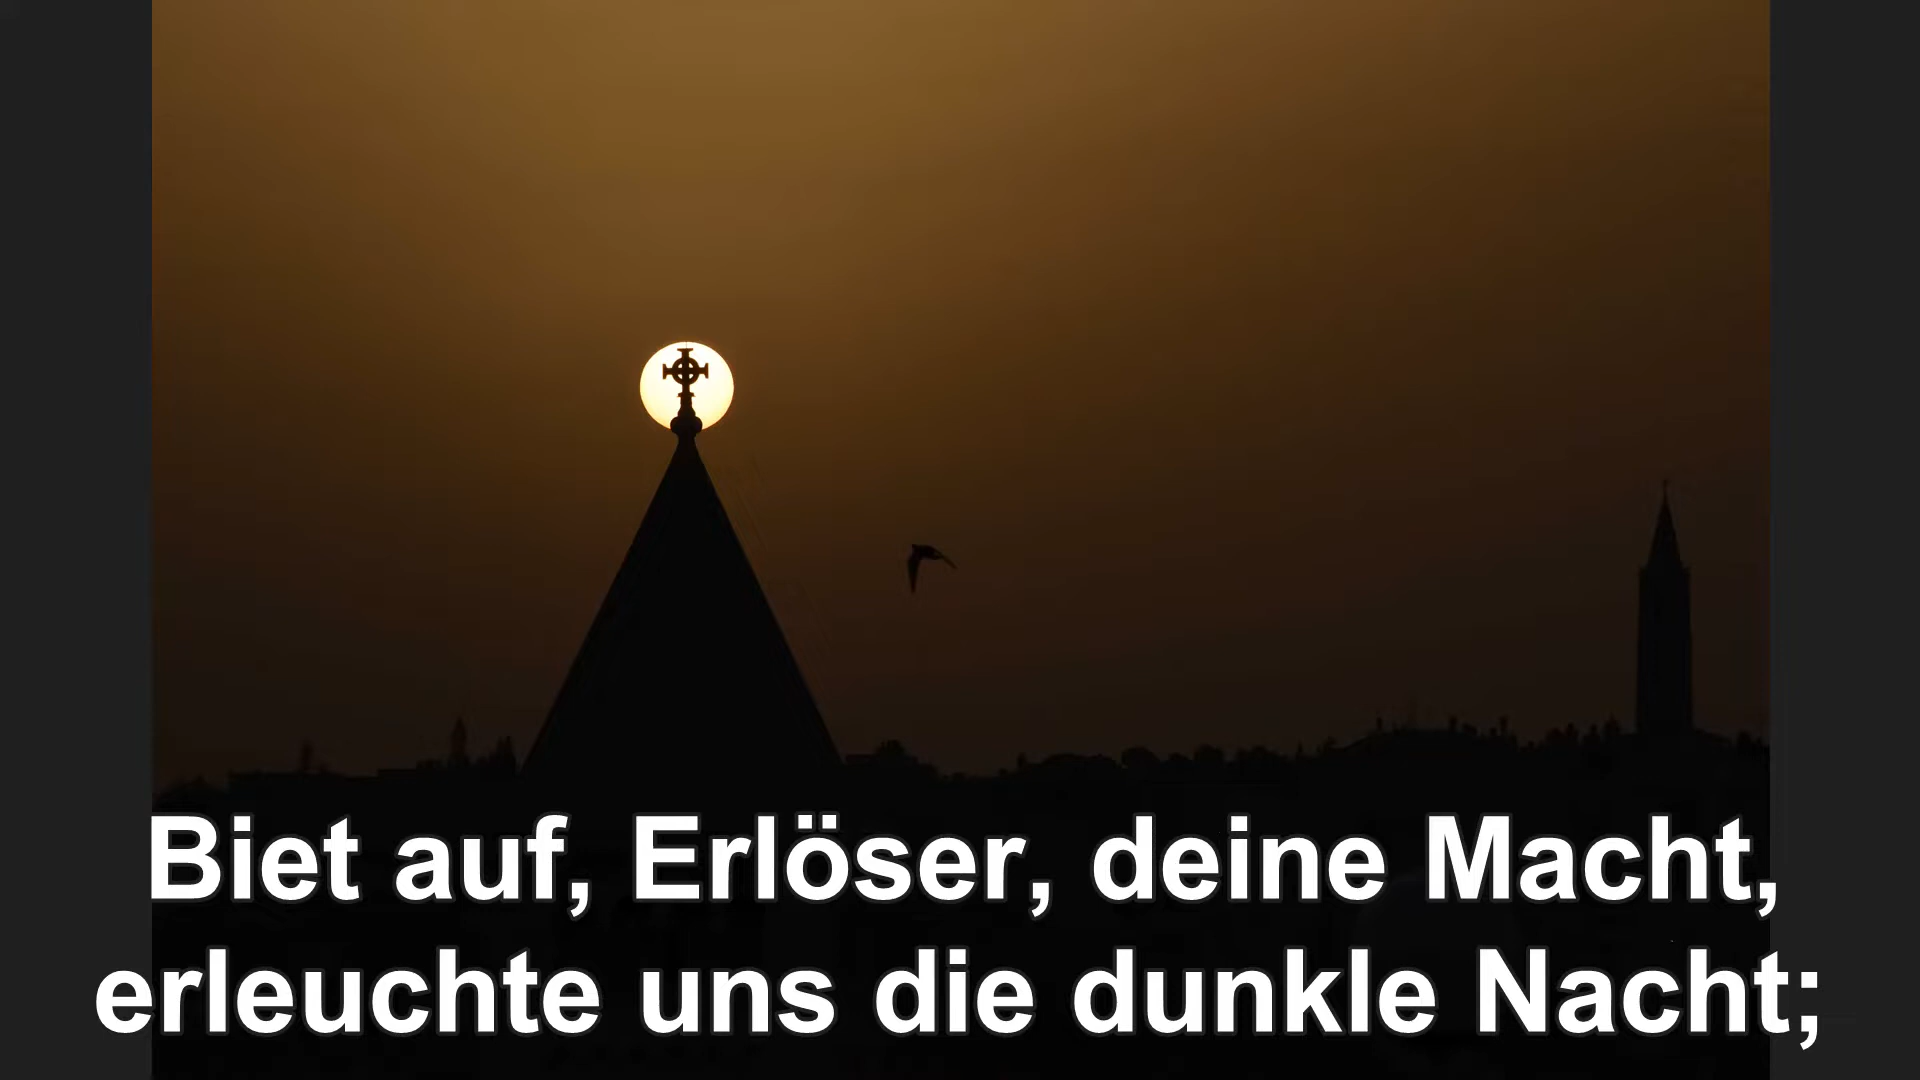 Biet auf, Erlöser, deine Macht,
erleuchte uns die dunkle Nacht;